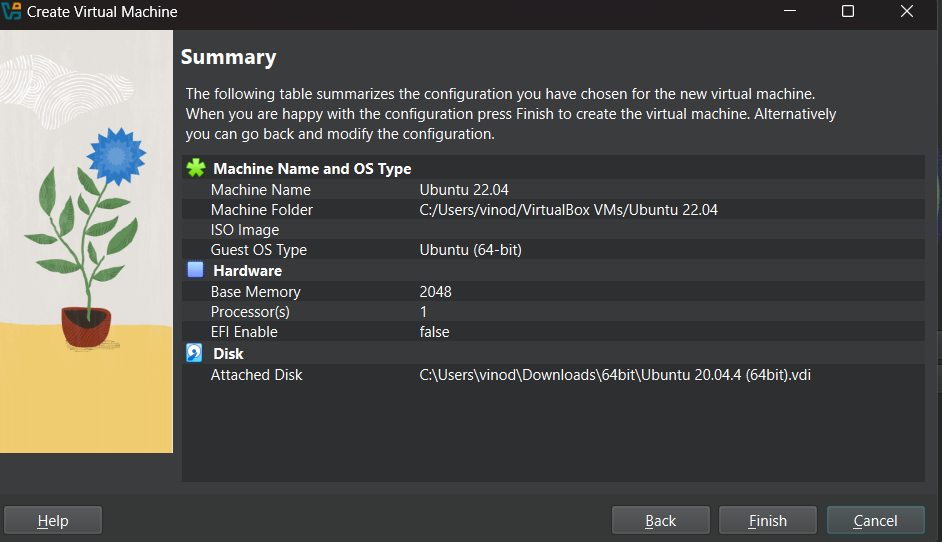 Create Virtual Machine
Summary
The following table summarizes the configuration you have chosen for the new virtual machine.
When you are happy with the configuration press Finish to create the virtual machine. Alternatively
you can go back and modify the configuration.
Machine Name and OS Type
Machine Name Ubuntu 22.04
Machine Folder C:/Users/vinod/VirtualBox VMs/Ubuntu 22.04
ISO Image
Guest OS Type Ubuntu (64-bit)
Hardware
Base Memory 2048
Processor(s) 1
EFI Enable false
Disk
Attached Disk C:\Users\vinod\Downloads\64bit\Ubuntu 20.04.4 (64bit).vdi
Help Back Finish Cancel